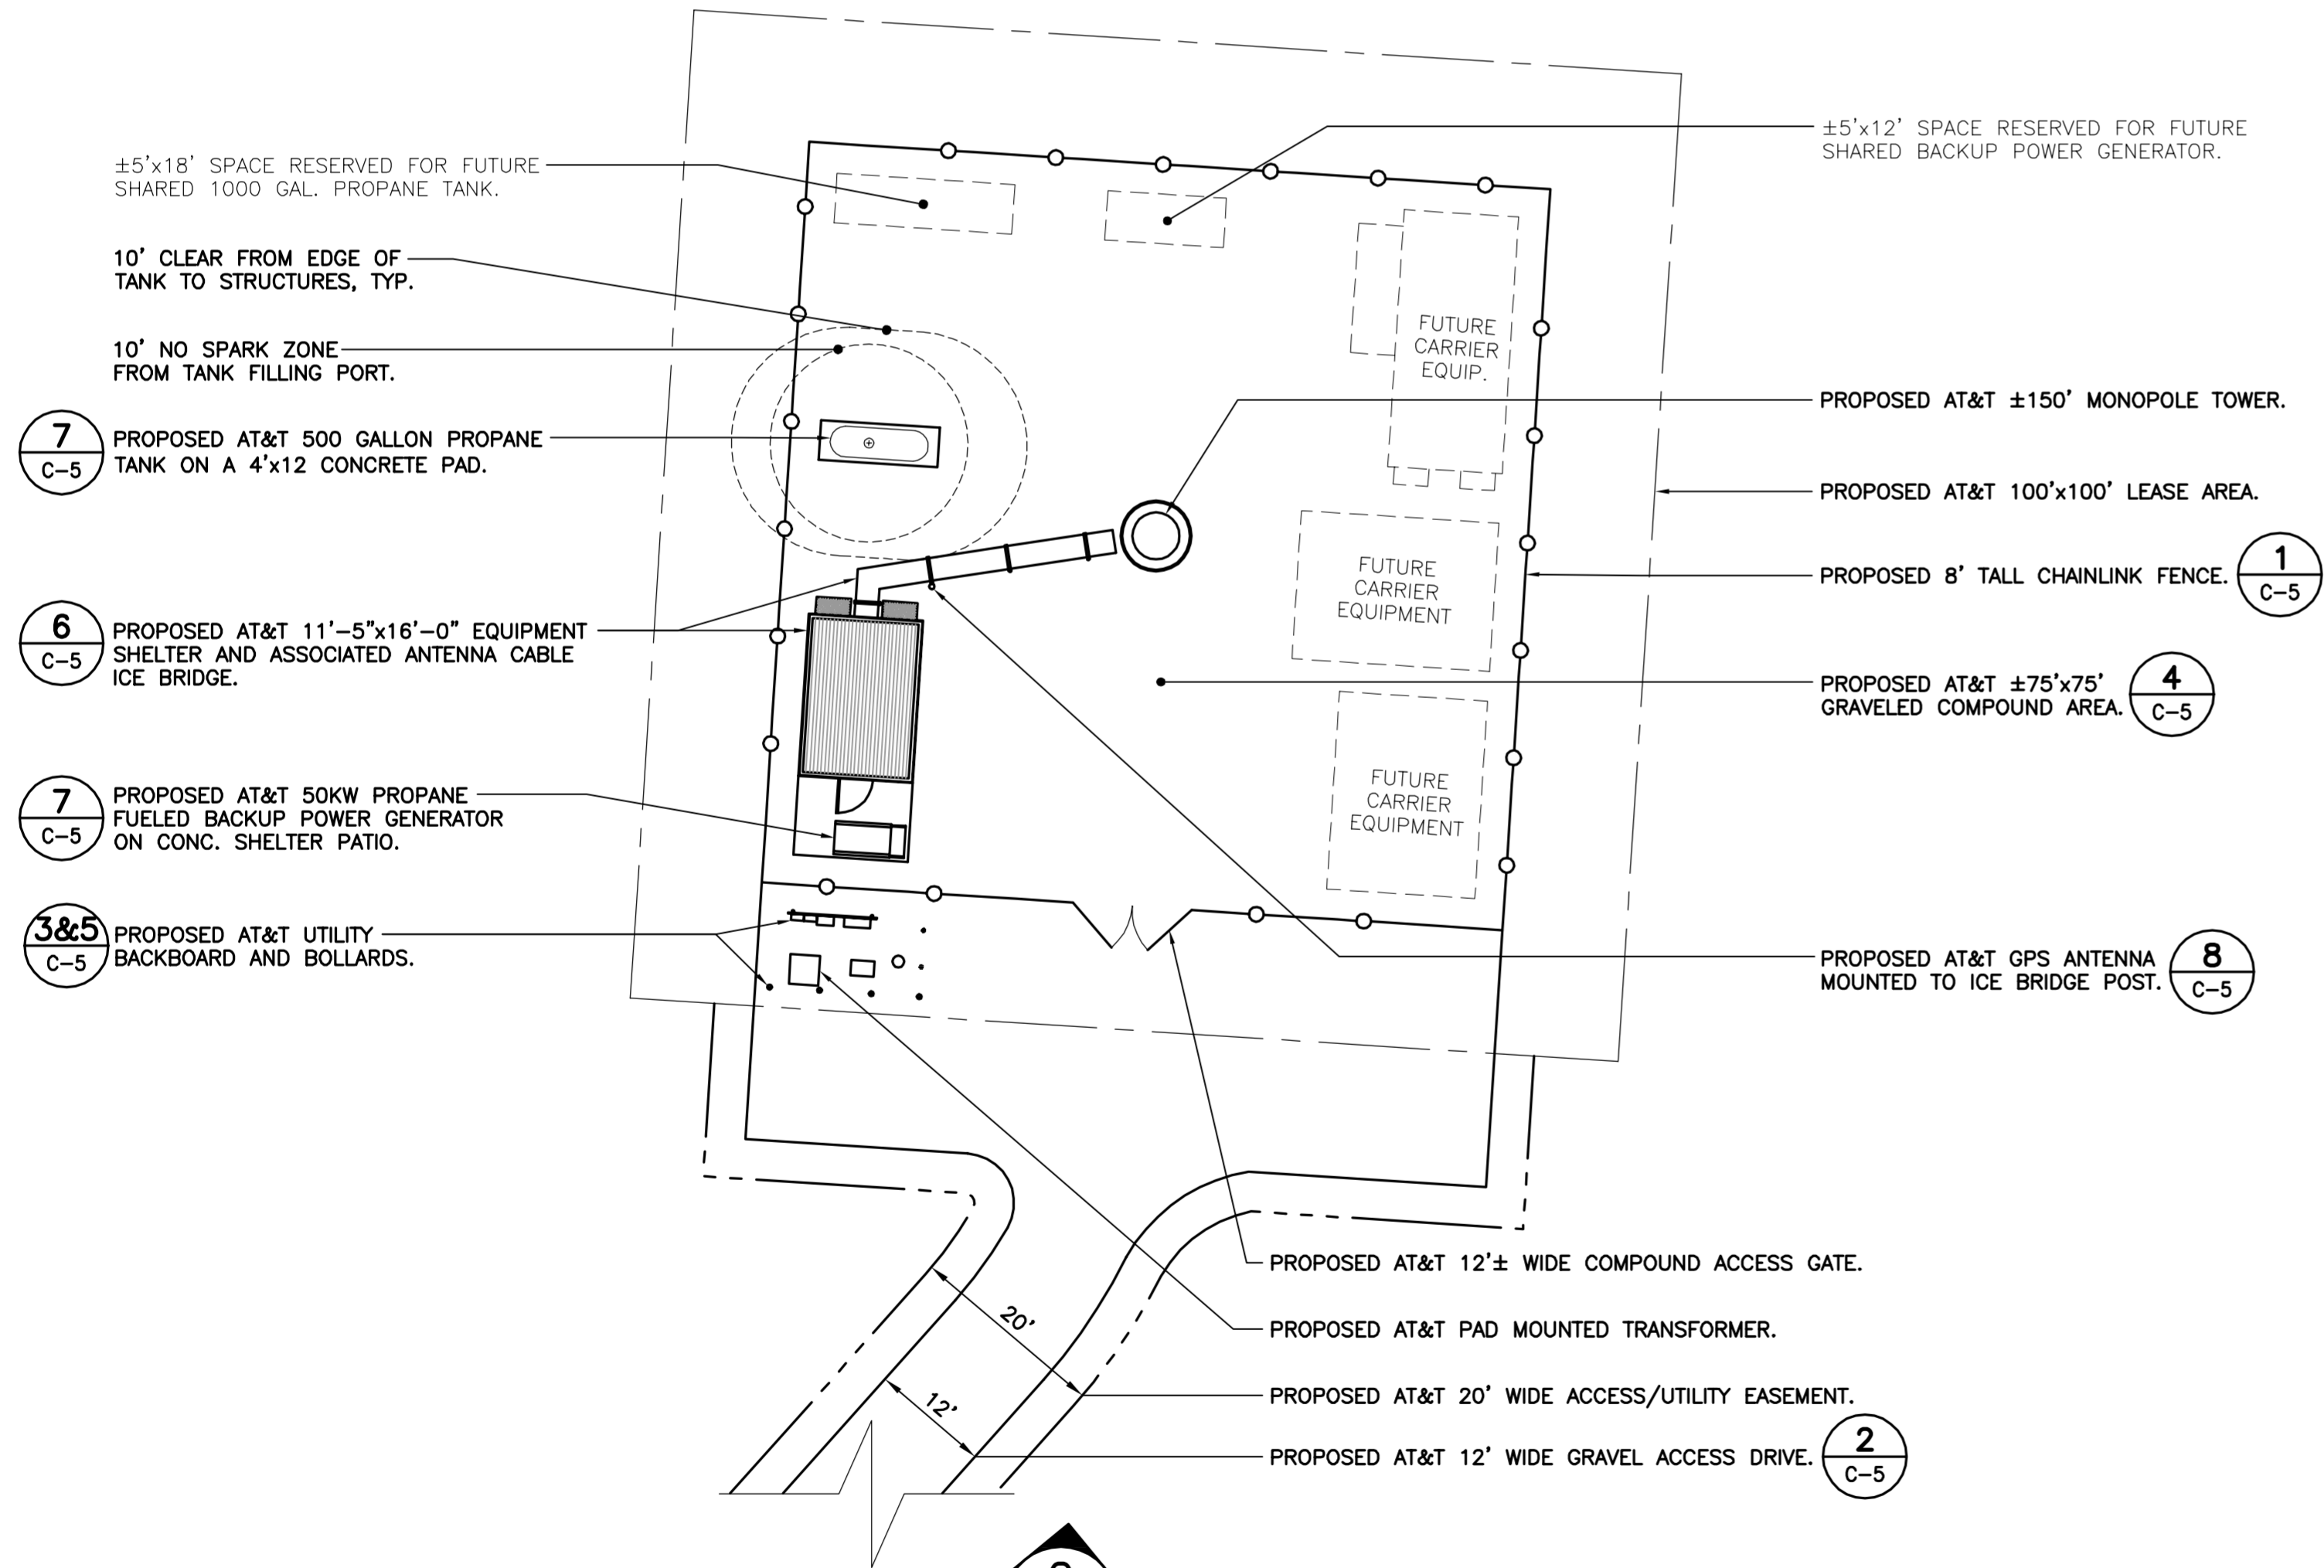 ±5'x18' SPACE RESERVED FOR FUTURE
SHARED 1000 GAL. PROPANE TANK.
10' CLEAR FROM EDGE OF
TANK TO STRUCTURES, TYP.
10' NO SPARK ZONE
FROM TANK FILLING PORT.
7
C-5
PROPOSED AT&T 500 GALLON PROPANE
TANK ON A 4'x12 CONCRETE PAD.
6
C-5
PROPOSED AT&T 11'-5"x16'-0" EQUIPMENT
SHELTER AND ASSOCIATED ANTENNA CABLE
ICE BRIDGE.
7
C-5
PROPOSED AT&T 50KW PROPANE
FUELED BACKUP POWER GENERATOR
ON CONC. SHELTER PATIO.
3&5
C-5
PROPOSED AT&T UTILITY
BACKBOARD AND BOLLARDS.
FUTURE
CARRIER
EQUIP.
FUTURE
CARRIER
EQUIPMENT
FUTURE
CARRIER
EQUIPMENT
±5'x12' SPACE RESERVED FOR FUTURE
SHARED BACKUP POWER GENERATOR.
PROPOSED AT&T ±150' MONOPOLE TOWER.
PROPOSED AT&T 100'x100' LEASE AREA.
PROPOSED 8' TALL CHAINLINK FENCE.
1
C-5
PROPOSED AT&T ±75'x75'
GRAVELED COMPOUND AREA.
4
C-5
PROPOSED AT&T GPS ANTENNA
MOUNTED TO ICE BRIDGE POST.
8
C-5
PROPOSED AT&T 12'± WIDE COMPOUND ACCESS GATE.
PROPOSED AT&T PAD MOUNTED TRANSFORMER.
PROPOSED AT&T 20' WIDE ACCESS/UTILITY EASEMENT.
PROPOSED AT&T 12' WIDE GRAVEL ACCESS DRIVE.
2
C-5
20'
12'